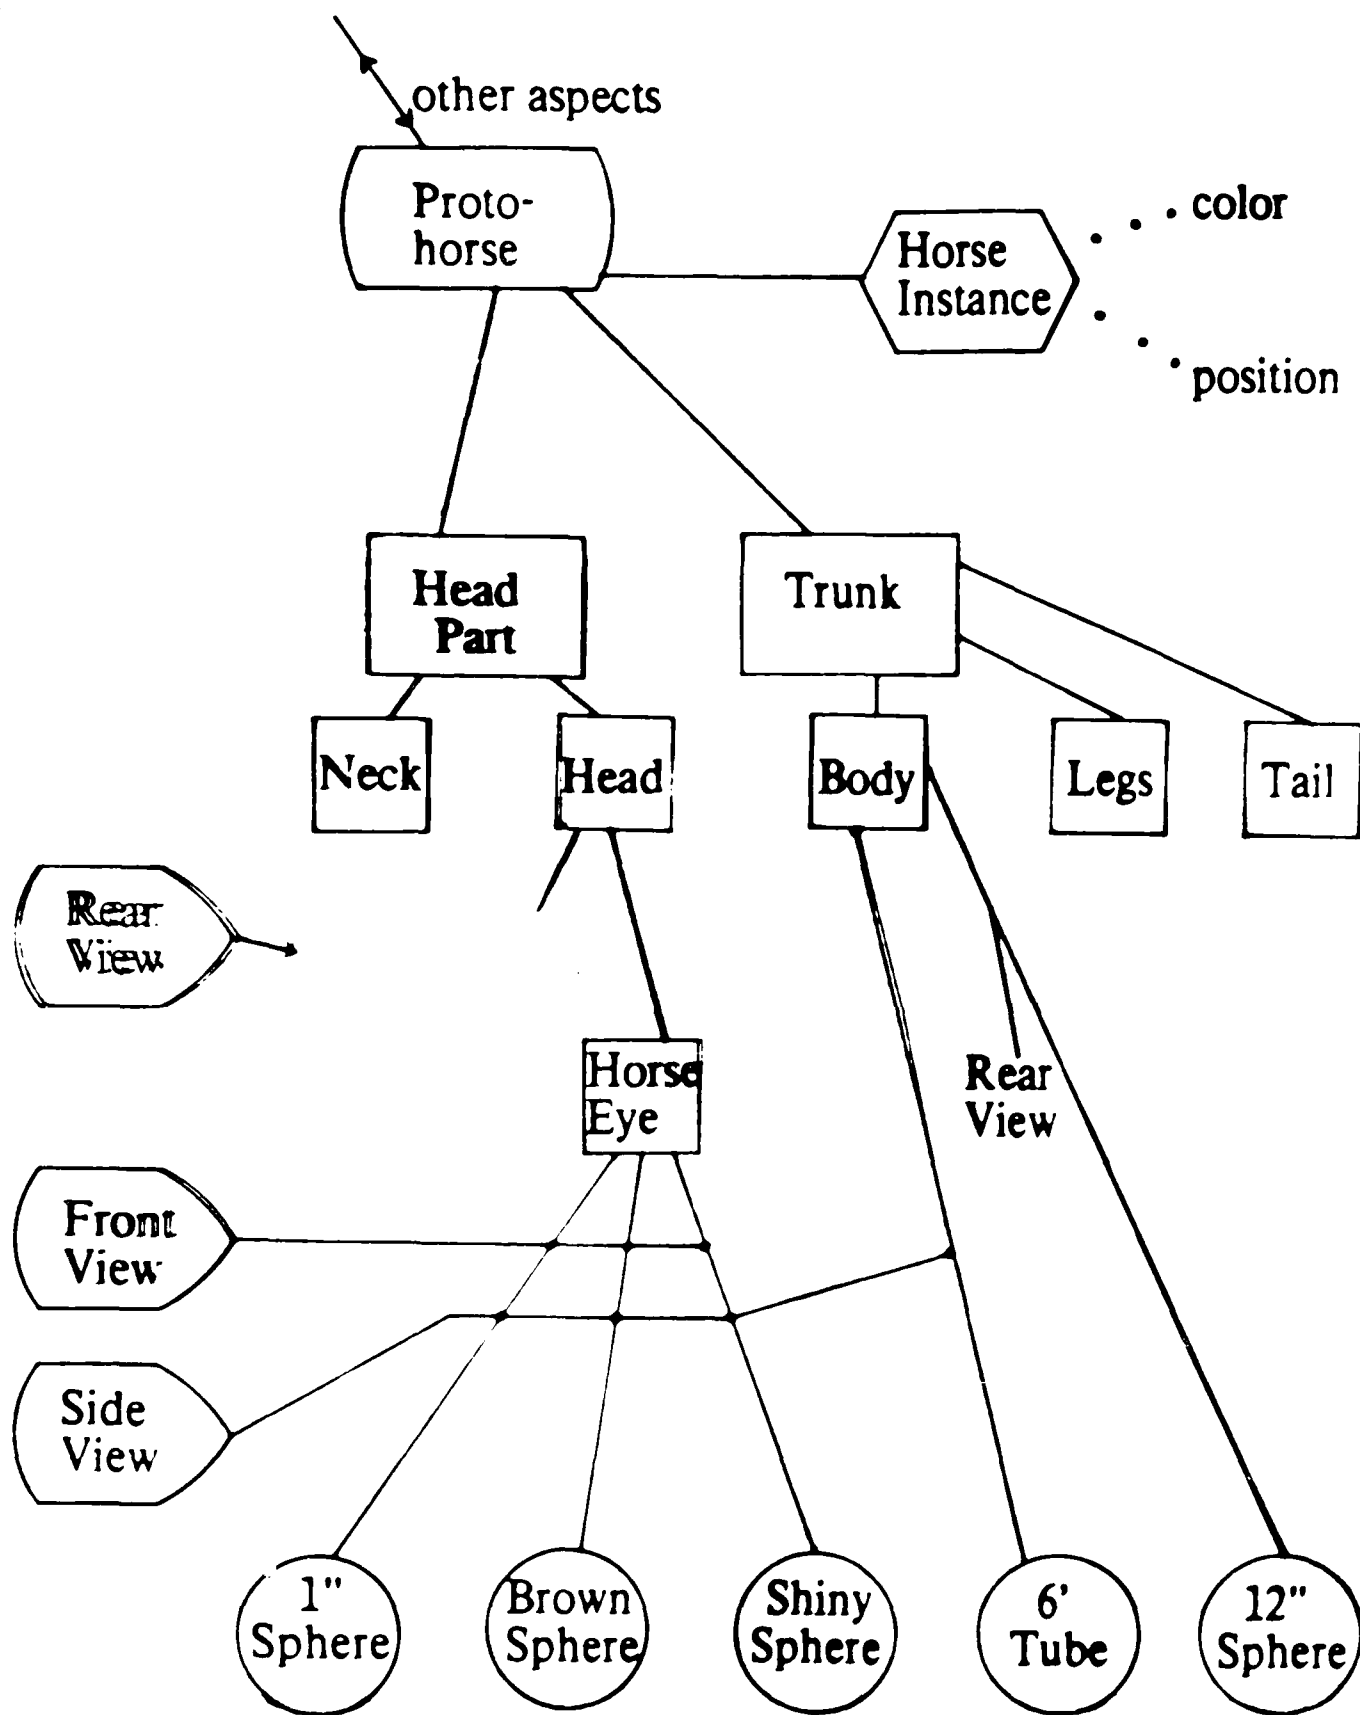 other aspects
Proto-
horse
color
Horse
Instance
position
Head
Part
Trunk
Neck
Head
Body
Legs
Tail
Rear
View
Horse
Eye
Rear
View
Front
View
Side
View
1"
Sphere
Brown
Sphere
Shiny
Sphere
6'
Tube
12"
Sphere